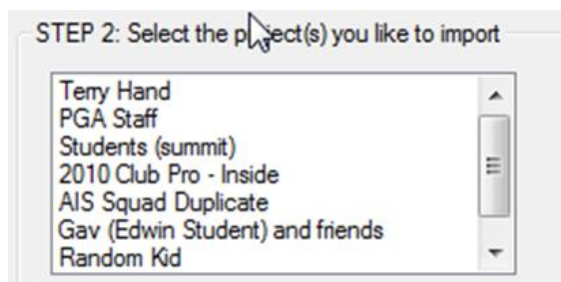 STEP 2: Select the project(s) you like to import
Terry Hand
PGA Staff
Students (summit)
2010 Club Pro - Inside
AIS Squad Duplicate
Gav (Edwin Student) and friends
Random Kid